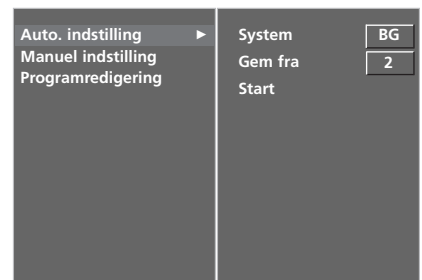 Auto. indstilling ►
Manuel indstilling
Programredigering
System BG
Gem fra 2
Start